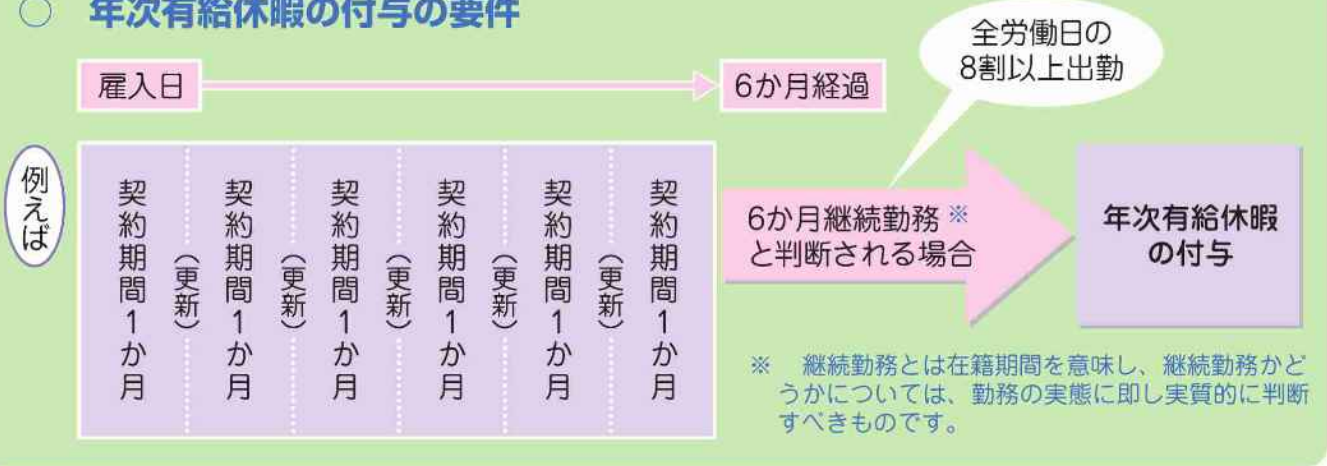 ○ 年次有給休暇の付与の要件
雇入日
6か月経過
全労働日の
8割以上出勤
例えば
契約期間1か月
（更新）
契約期間1か月
（更新）
契約期間1か月
（更新）
契約期間1か月
（更新）
契約期間1か月
（更新）
契約期間1か月
6か月継続勤務 ※
と判断される場合
年次有給休暇
の付与
※ 継続勤務とは在籍期間を意味し、継続勤務かど
うかについては、勤務の実態に即し実質的に判断
すべきものです。